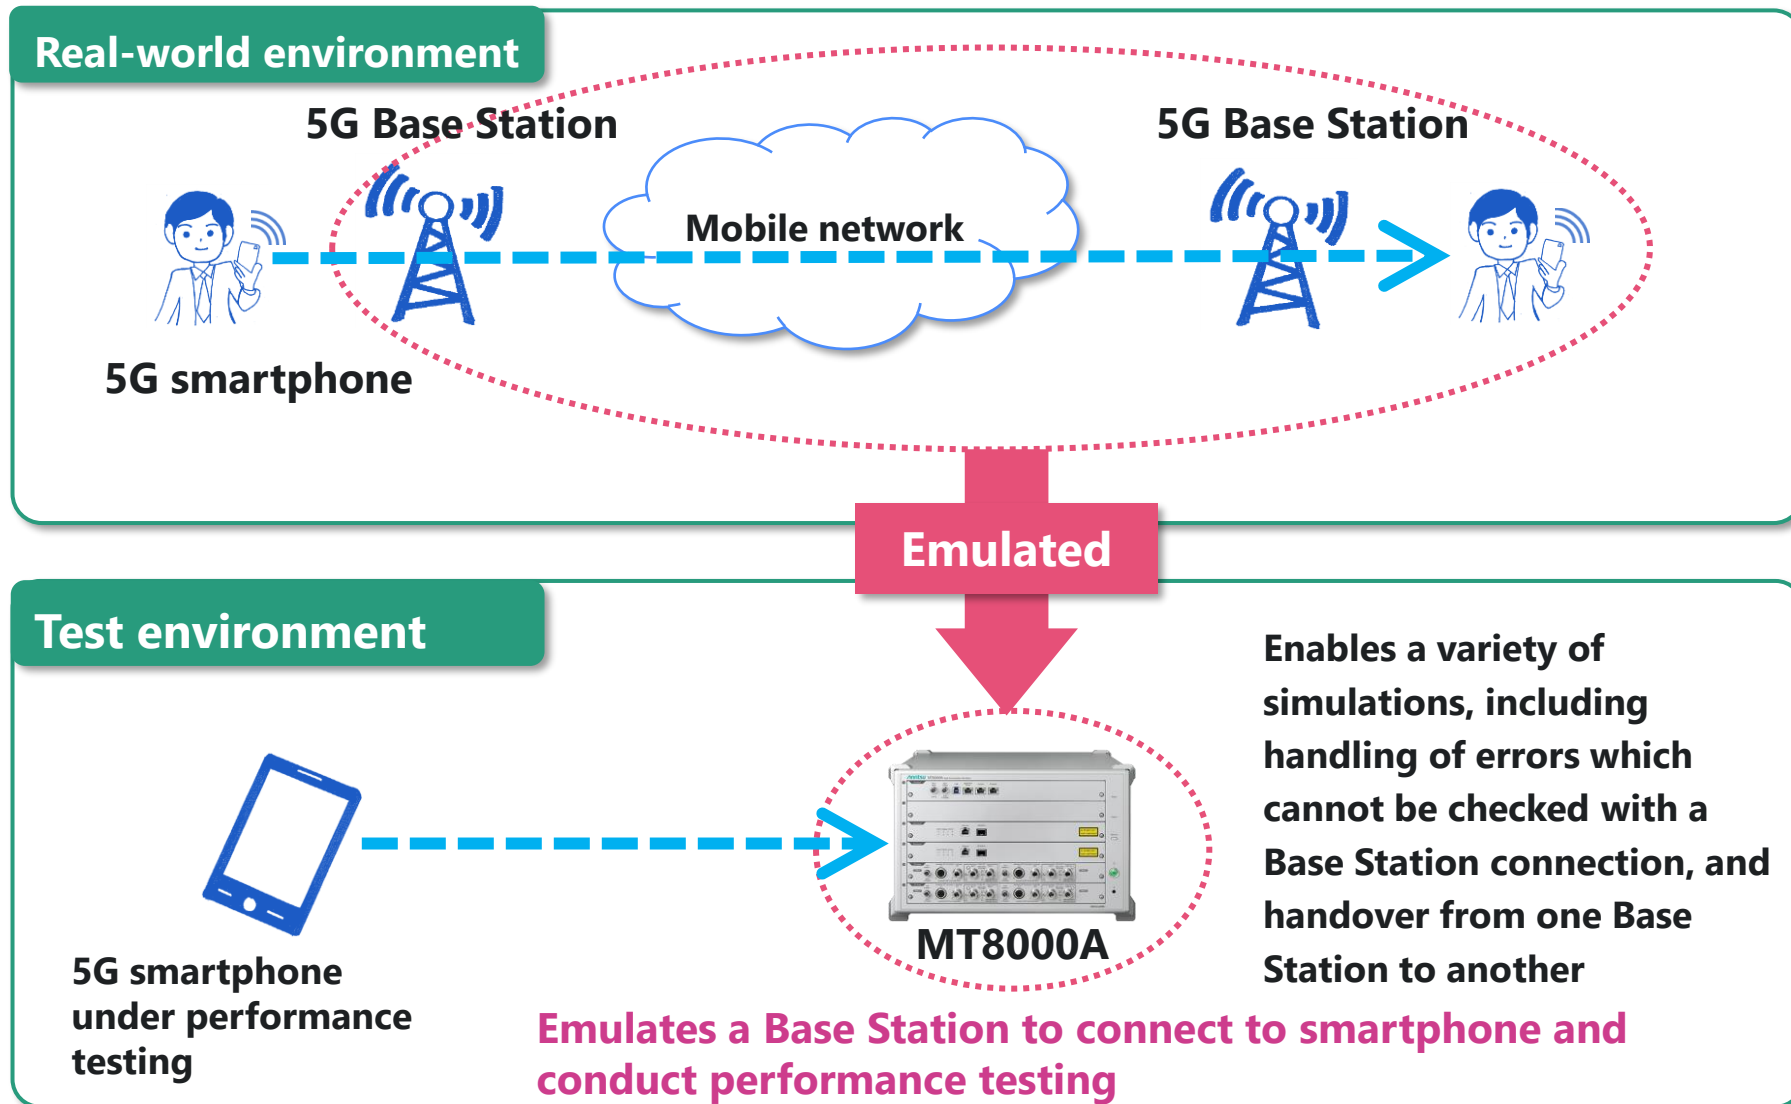 Real-world environment
5G Base Station
5G Base Station
Mobile network
5G smartphone
Emulated
Test environment
Enables a variety of
simulations, including
handling of errors which
cannot be checked with a
Base Station connection, and
handover from one Base
Station to another
Anritsu
MT8000A
5G smartphone
under performance
testing
Emulates a Base Station to connect to smartphone and
conduct performance testing